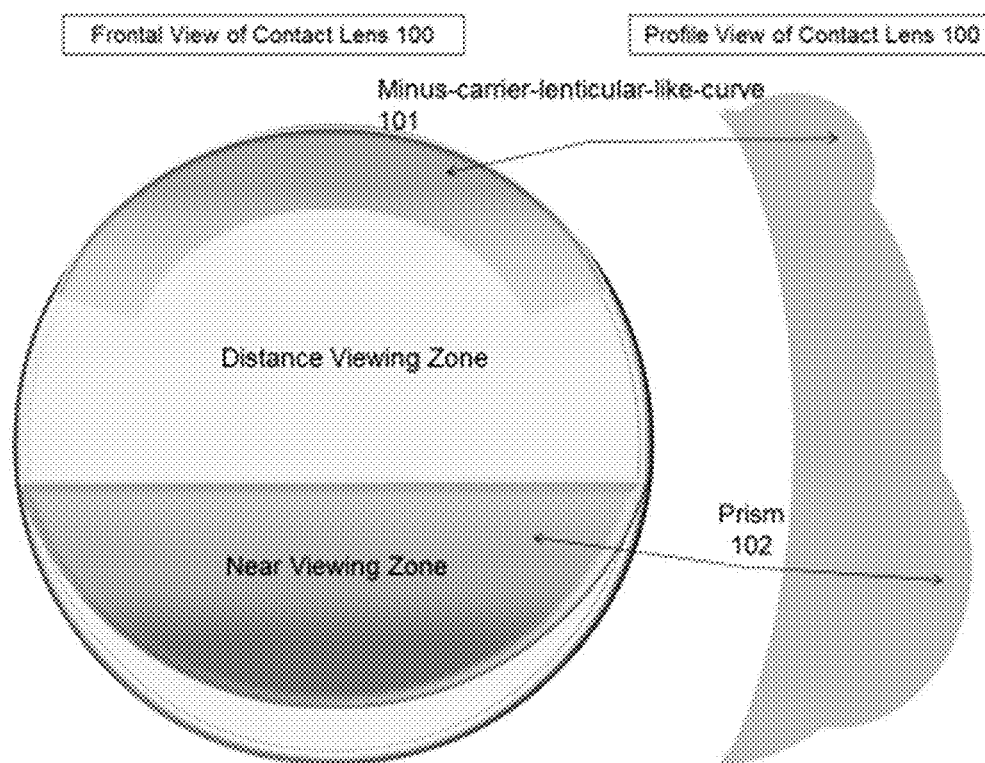 Frontal View of Contact Lens 100
Profile View of Contact Lens 100
Minus-carrier-lenticular-like-curve
101
Distance Viewing Zone
Prism
102
Near Viewing Zone